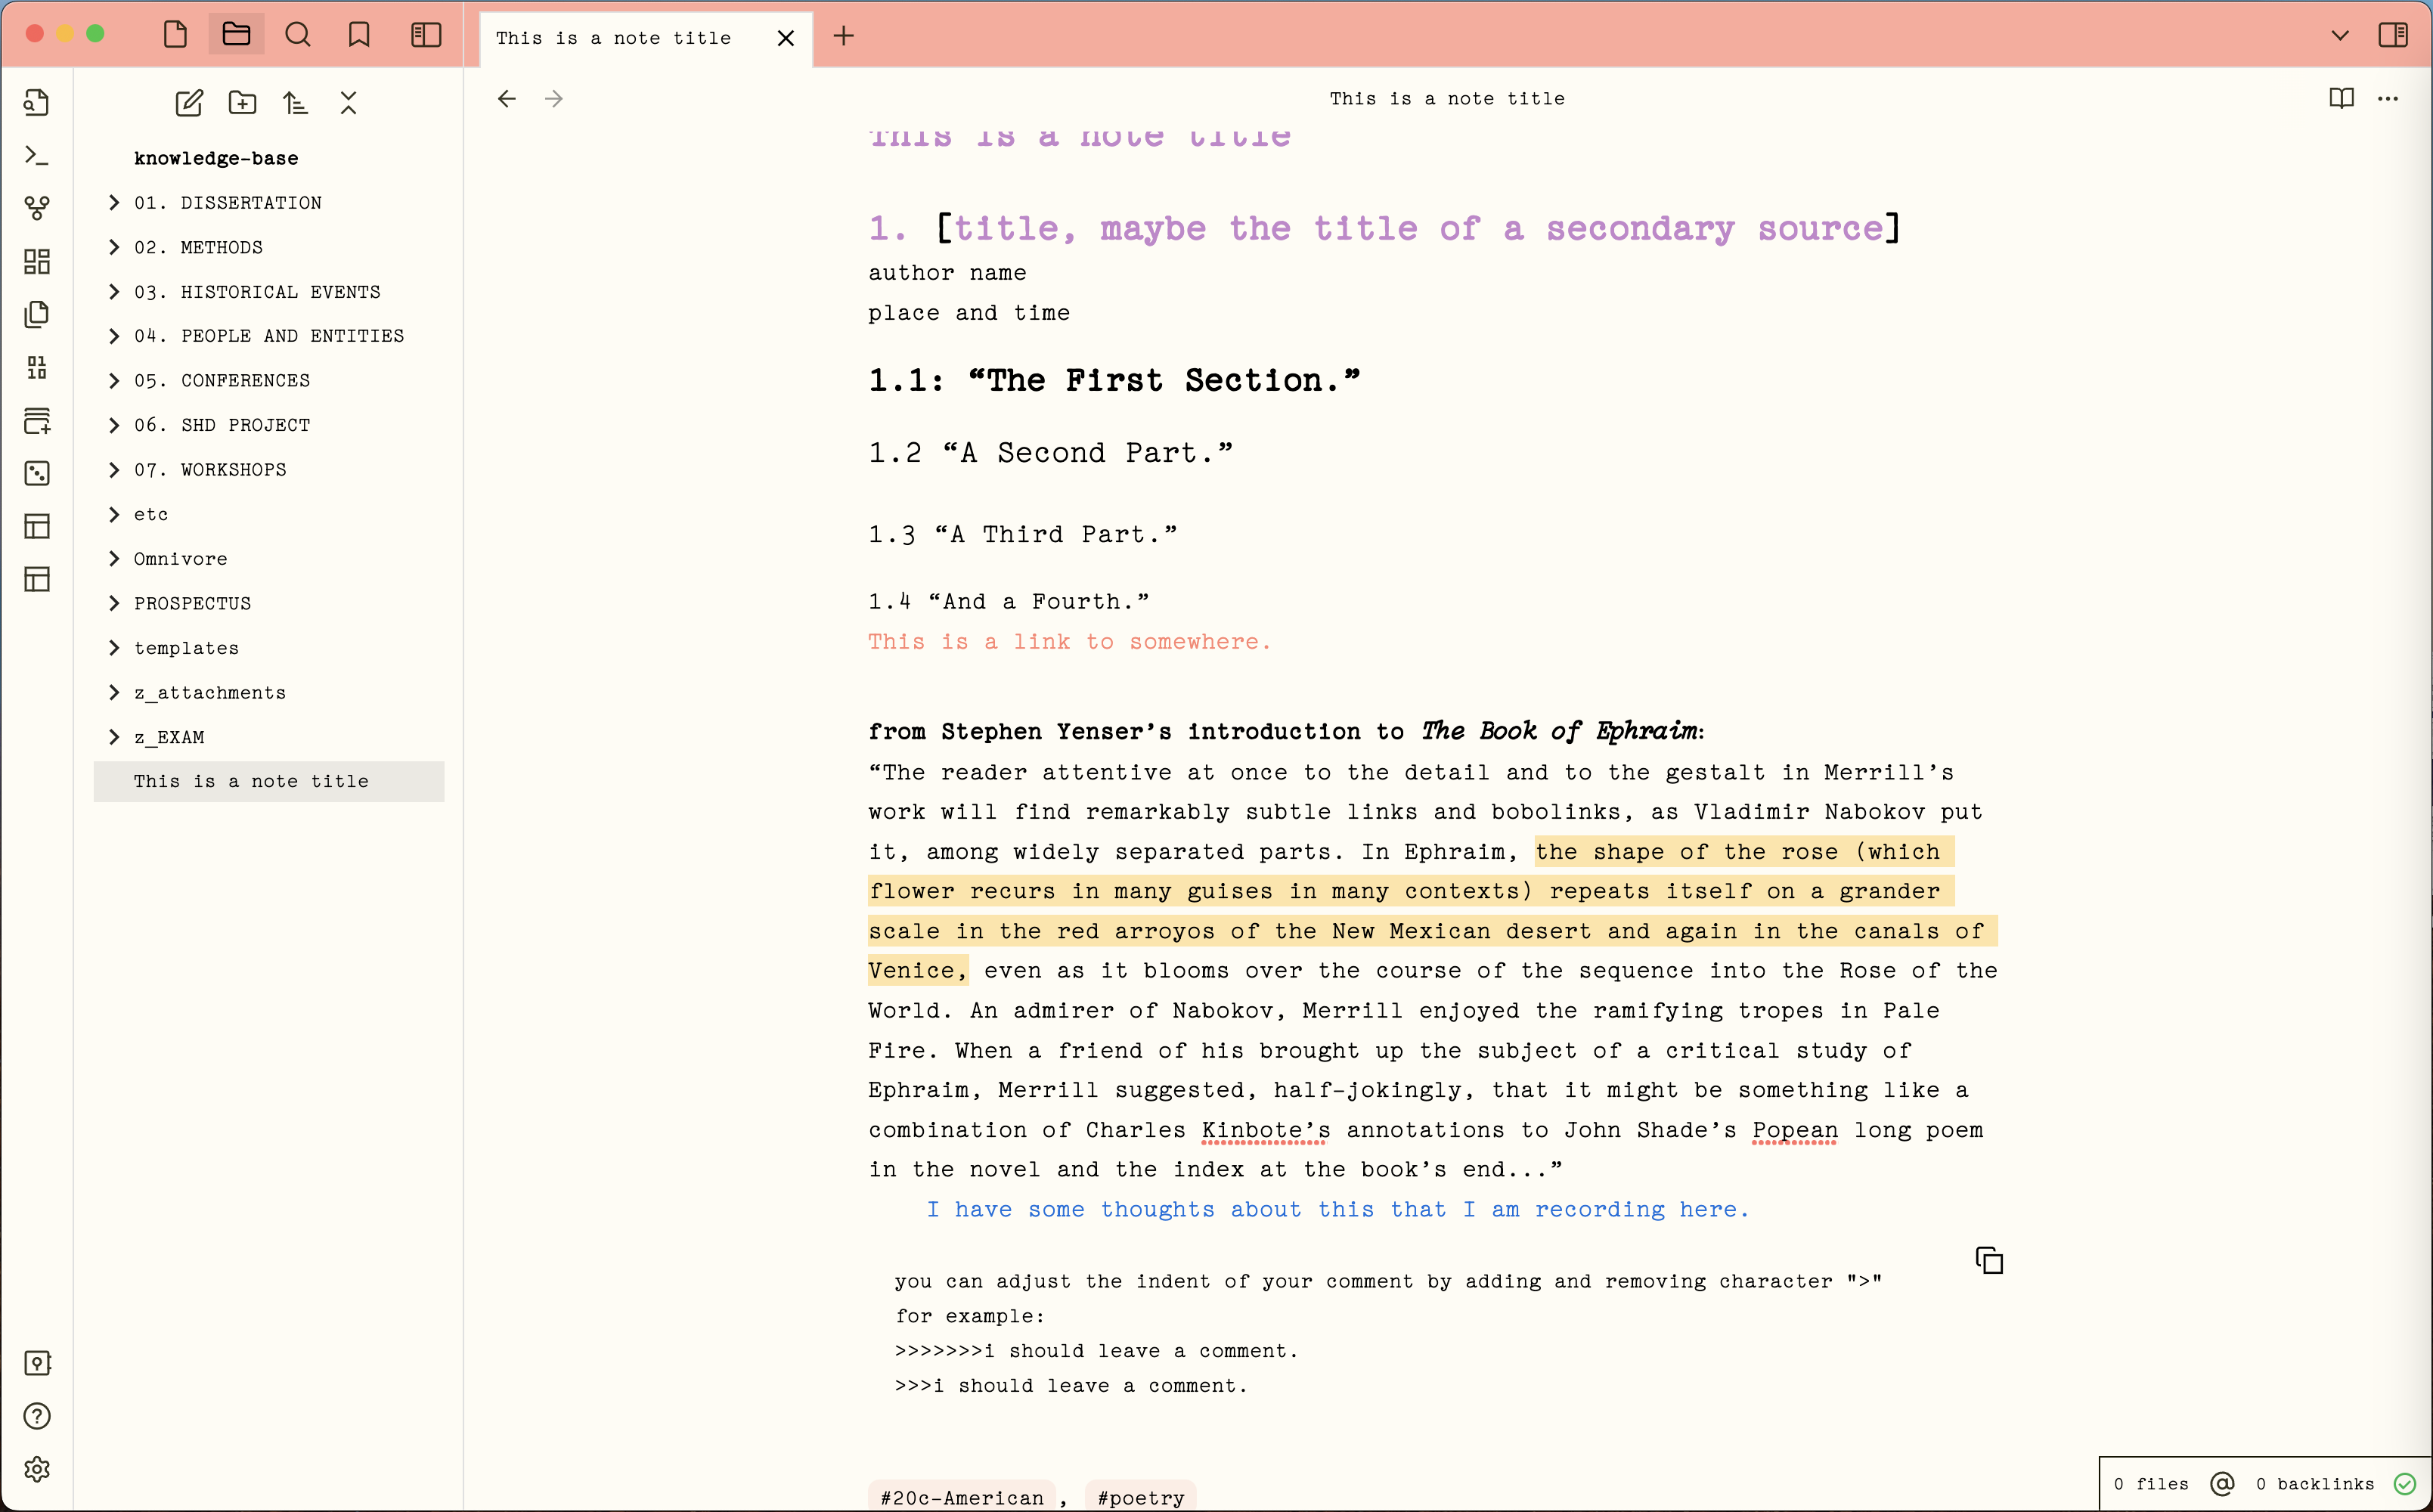 This is a note title
This is a note title
knowledge-base
01. DISSERTATION
02. METHODS
03. HISTORICAL EVENTS
04. PEOPLE AND ENTITIES
05. CONFERENCES
06. SHD PROJECT
07. WORKSHOPS
etc
Omnivore
PROSPECTUS
templates
z_attachments
z_EXAM
This is a note title
This is a note title
1. [title, maybe the title of a secondary source]
author name
place and time
1.1: “The First Section.”
1.2 “A Second Part.”
1.3 “A Third Part.”
1.4 “And a Fourth.”
This is a link to somewhere.
from Stephen Yenser’s introduction to The Book of Ephraim:
“The reader attentive at once to the detail and to the gestalt in Merrill’s
work will find remarkably subtle links and bobolinks, as Vladimir Nabokov put
it, among widely separated parts. In Ephraim, the shape of the rose (which
flower recurs in many guises in many contexts) repeats itself on a grander
scale in the red arroyos of the New Mexican desert and again in the canals of
Venice, even as it blooms over the course of the sequence into the Rose of the
World. An admirer of Nabokov, Merrill enjoyed the ramifying tropes in Pale
Fire. When a friend of his brought up the subject of a critical study of
Ephraim, Merrill suggested, half-jokingly, that it might be something like a
combination of Charles Kinbote’s annotations to John Shade’s Popean long poem
in the novel and the index at the book’s end...”
I have some thoughts about this that I am recording here.
you can adjust the indent of your comment by adding and removing character ">"
for example:
>>>>>>>i should leave a comment.
>>>i should leave a comment.
#20c-American, #poetry
0 files @ 0 backlinks